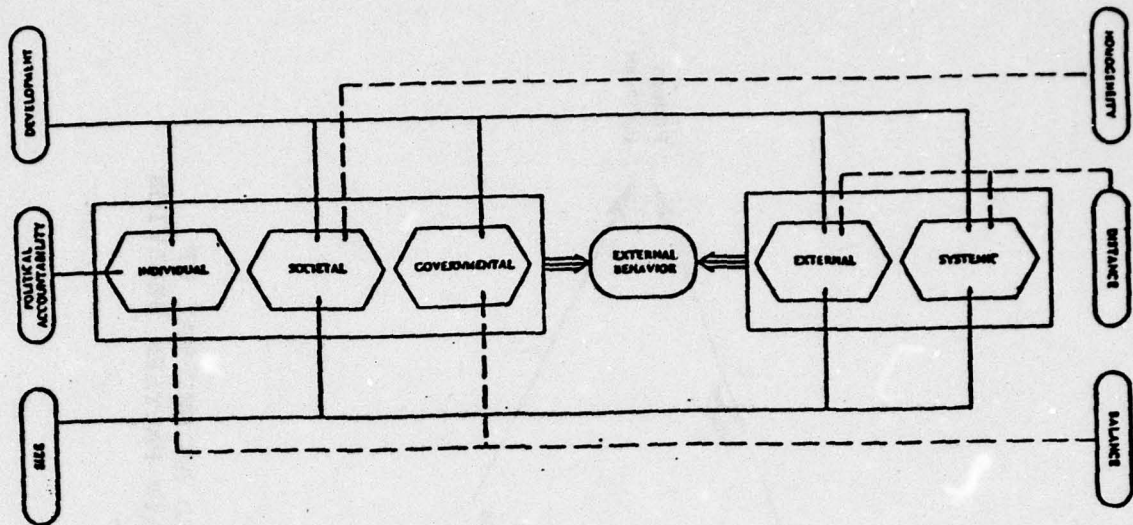 DEVELOPMENT
HOMOGENEITY
POLITICAL
ACCOUNTABILITY
INDIVIDUAL
SOCIETAL
GOVERNMENTAL
EXTERNAL
BEHAVIOR
EXTERNAL
SYSTEMIC
DISTANCE
SIZE
BALANCE